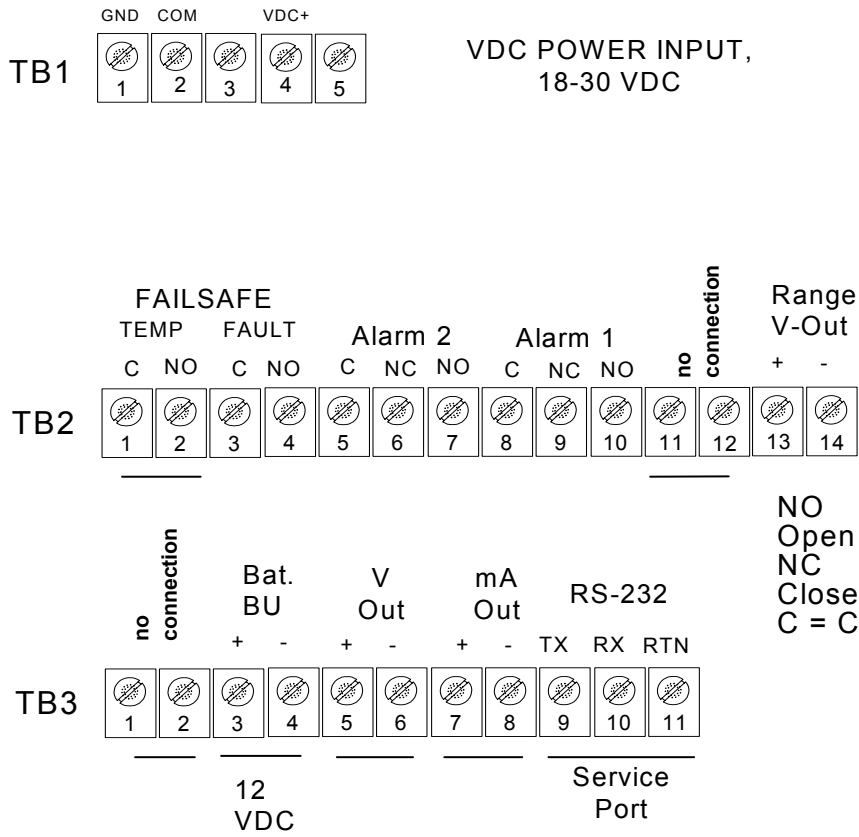 GND COM VDC+
TB1
1 2 3 4 5
VDC POWER INPUT,
18-30 VDC
FAILSAFE
TEMP FAULT
Alarm 2
Alarm 1
no
connection
Range
V-Out
C NO C NO C NC NO C NC NO + -
TB2
1 2 3 4 5 6 7 8 9 10 11 12 13 14
NO
Open
NC
Close
C = C
no
connection
Bat.
BU
V
Out
mA
Out
RS-232
+ - + - + - TX RX RTN
TB3
1 2 3 4 5 6 7 8 9 10 11
12
VDC
Service
Port